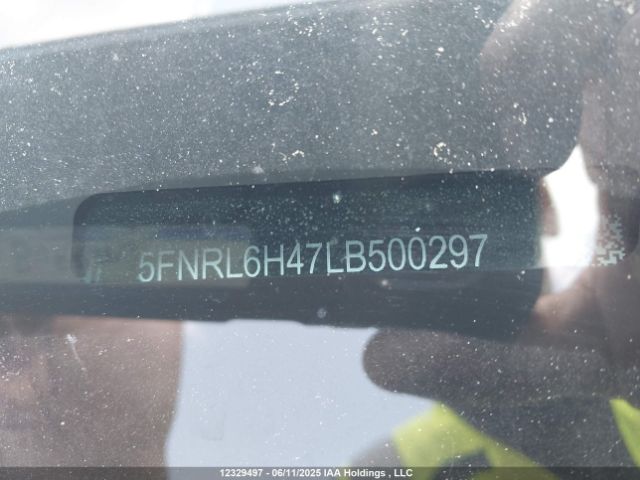 5FNRL6H47LB500297
12329497 - 06/11/2025 IAA Holdings , LLC